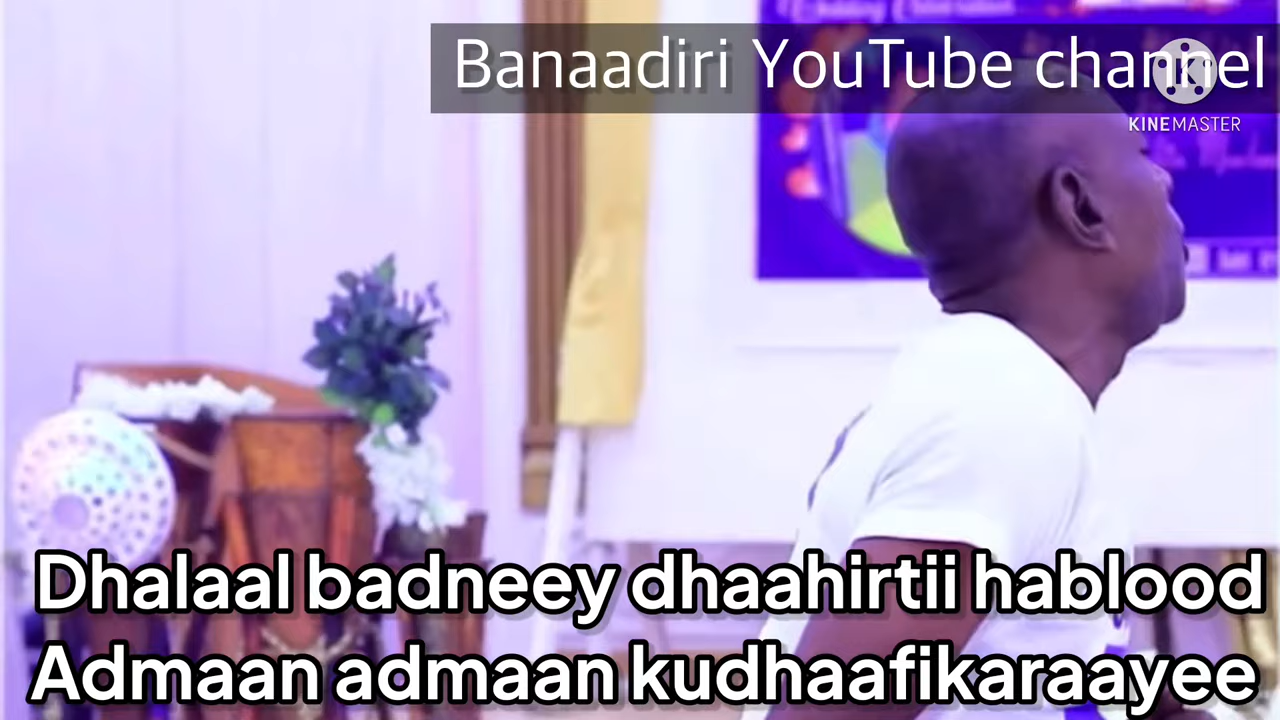 Banaadiri YouTube channel
KINEMASTER
Dhalaal badneey dhaahirtii hablood
Admaan admaan kudhaafikaraayee